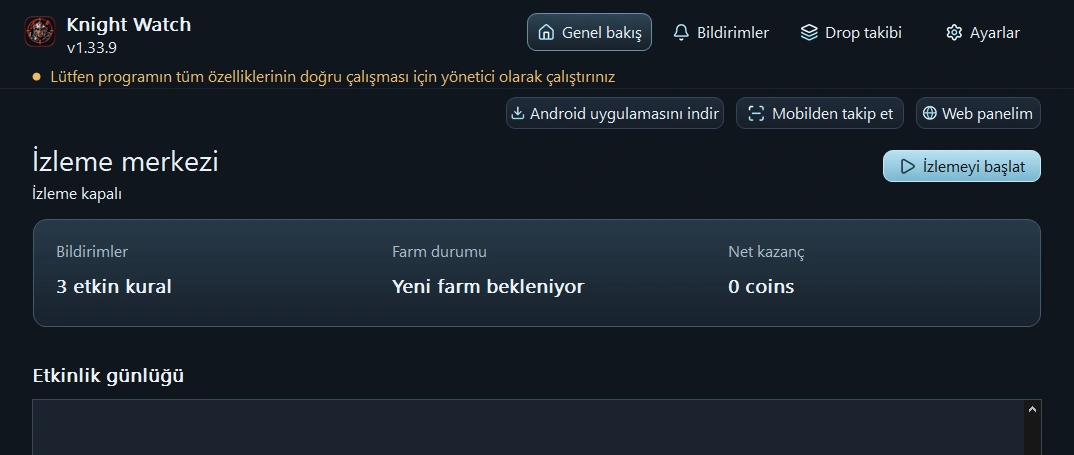 Knight Watch
v1.33.9
Genel bakış
Bildirimler
Drop takibi
Ayarlar
Lütfen programın tüm özelliklerinin doğru çalışması için yönetici olarak çalıştırınız
Android uygulamasını indir
Mobilden takip et
Web panelim
İzleme merkezi
İzleme kapalı
İzlemeyi başlat
Bildirimler
3 etkin kural
Farm durumu
Yeni farm bekleniyor
Net kazanç
0 coins
Etkinlik günlüğü